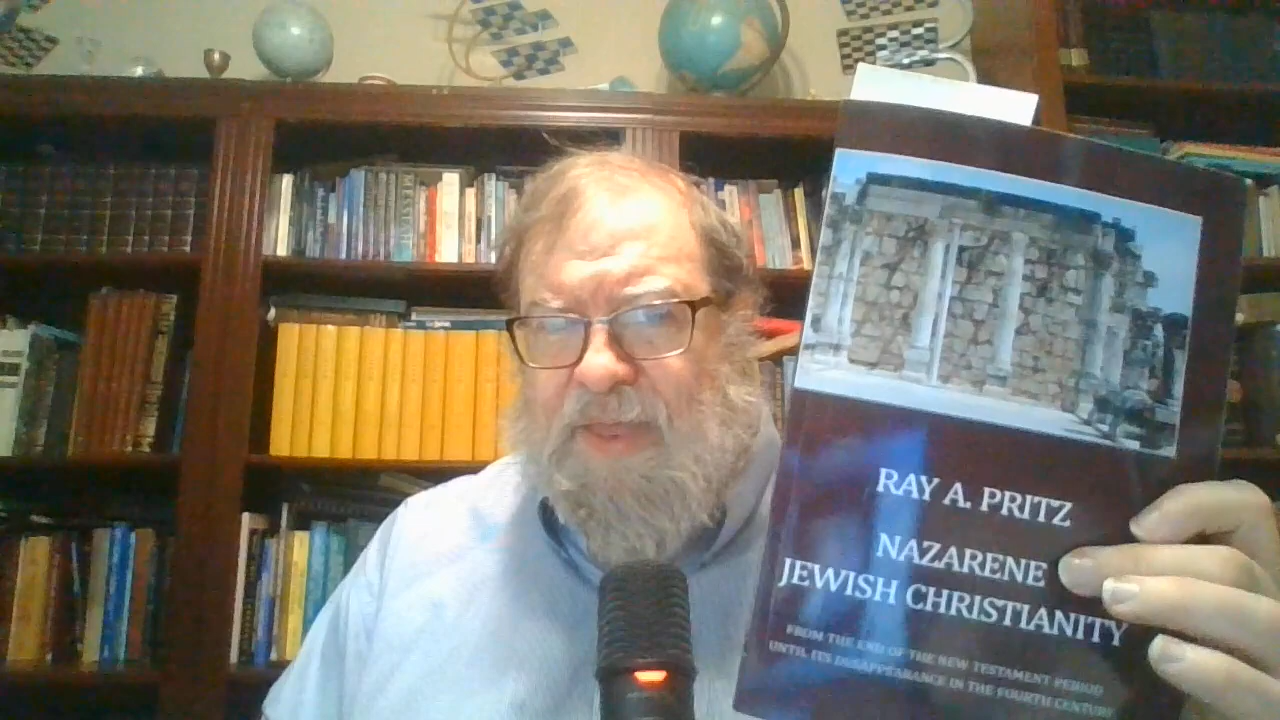 RAY A. PRITZ
NAZARENE
JEWISH CHRISTIANITY
FROM THE END OF THE NEW TESTAMENT PERIOD
UNTIL ITS DISAPPEARANCE IN THE FOURTH CENTURY